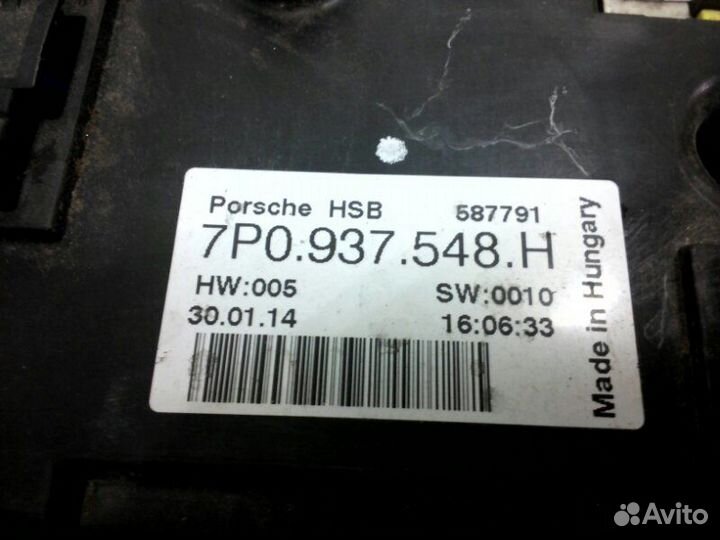 Porsche HSB 587791
7P0.937.548.H
HW:005 SW:0010
30.01.14 16:06:33
Made in Hungary
Avito